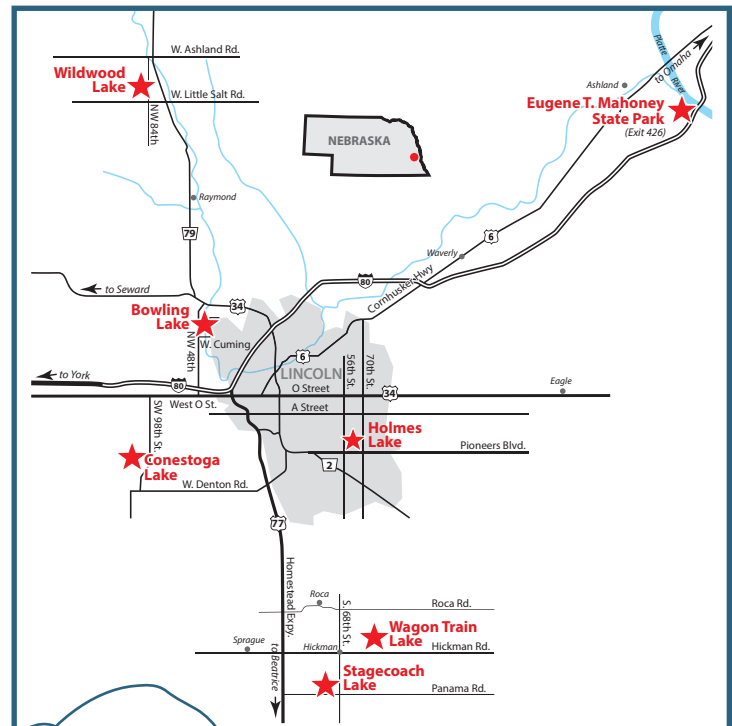 W. Ashland Rd.
Wildwood
Lake
W. Little Salt Rd.
NW 84th
Platte
River
to Omaha
Ashland
Eugene T. Mahoney
State Park
(Exit 426)
NEBRASKA
Raymond
79
6
Waverly
80
Cornhusker Hwy
to Seward
34
Bowling
Lake
NW 48th
W. Cuming
6
LINCOLN
56th St.
70th St.
to York
80
O Street
34
Eagle
West O St.
A Street
SW 98th St.
Holmes
Lake
Pioneers Blvd.
Conestoga
Lake
2
W. Denton Rd.
77
Homestead Expy.
Roca
S. 68th St.
Roca Rd.
Wagon Train
Lake
Sprague
Hickman
Hickman Rd.
to Beatrice
Stagecoach
Lake
Panama Rd.